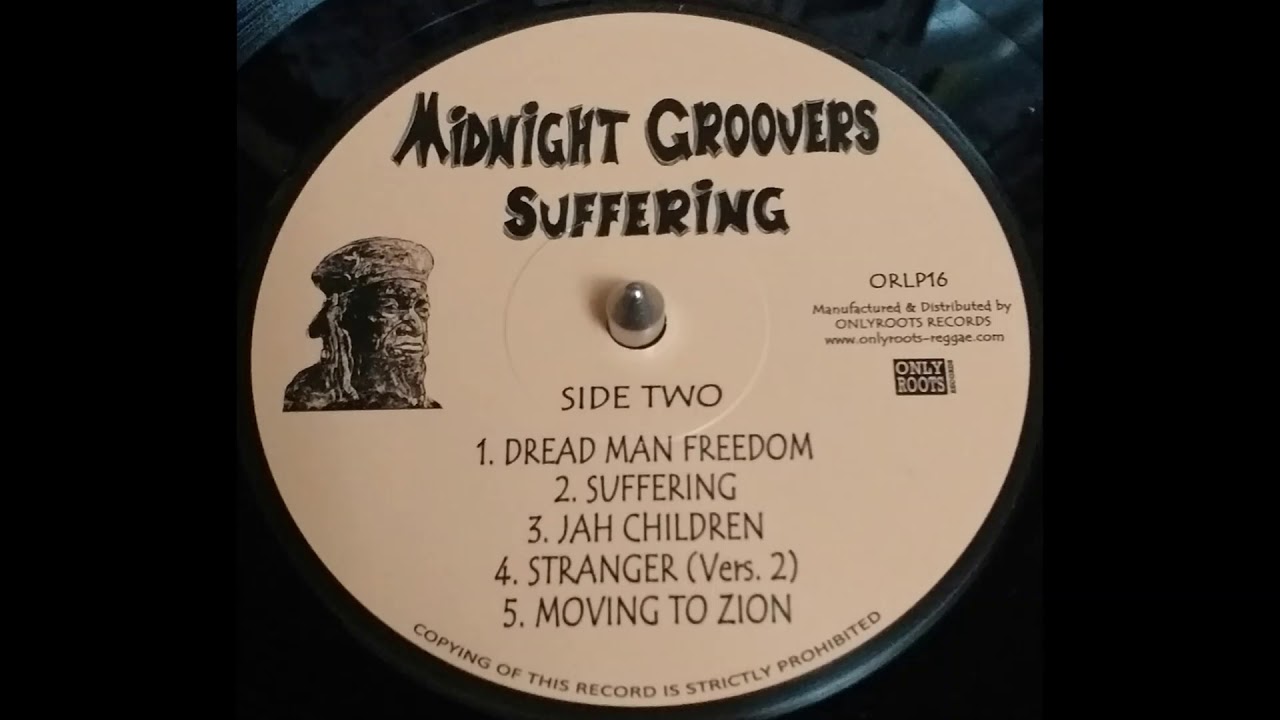 MiDNiGHT GROOVERS
SUFFERiNG
ORLP16
Manufactured & Distributed by
ONLYROOTS RECORDS
www.onlyroots-reggae.com
ONLY
ROOTS
RECORDS
SIDE TWO
1. DREAD MAN FREEDOM
2. SUFFERING
3. JAH CHILDREN
4. STRANGER (Vers. 2)
5. MOVING TO ZION
COPYING OF THIS RECORD IS STRICTLY PROHIBITED